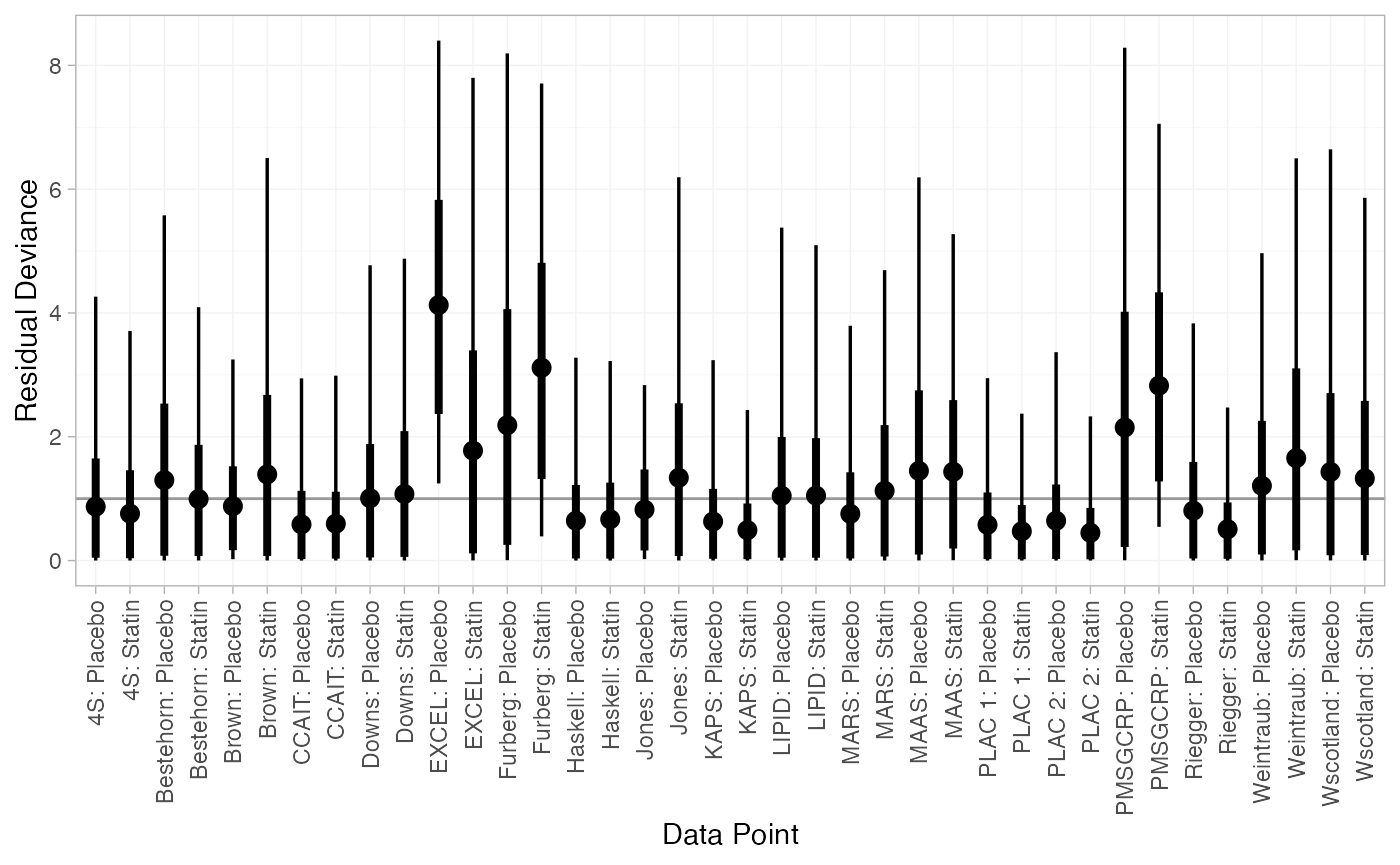 Residual Deviance
8
6
4
2
0
4S: Placebo
4S: Statin
Bestehorn: Placebo
Bestehorn: Statin
Brown: Placebo
Brown: Statin
CCAIT: Placebo
CCAIT: Statin
Downs: Placebo
Downs: Statin
EXCEL: Placebo
EXCEL: Statin
Furberg: Placebo
Furberg: Statin
Haskell: Placebo
Haskell: Statin
Jones: Placebo
Jones: Statin
KAPS: Placebo
KAPS: Statin
LIPID: Placebo
LIPID: Statin
MARS: Placebo
MARS: Statin
MAAS: Placebo
MAAS: Statin
PLAC 1: Placebo
PLAC 1: Statin
PLAC 2: Placebo
PLAC 2: Statin
PMSGCRP: Placebo
PMSGCRP: Statin
Riegger: Placebo
Riegger: Statin
Weintraub: Placebo
Weintraub: Statin
Wscotland: Placebo
Wscotland: Statin
Data Point